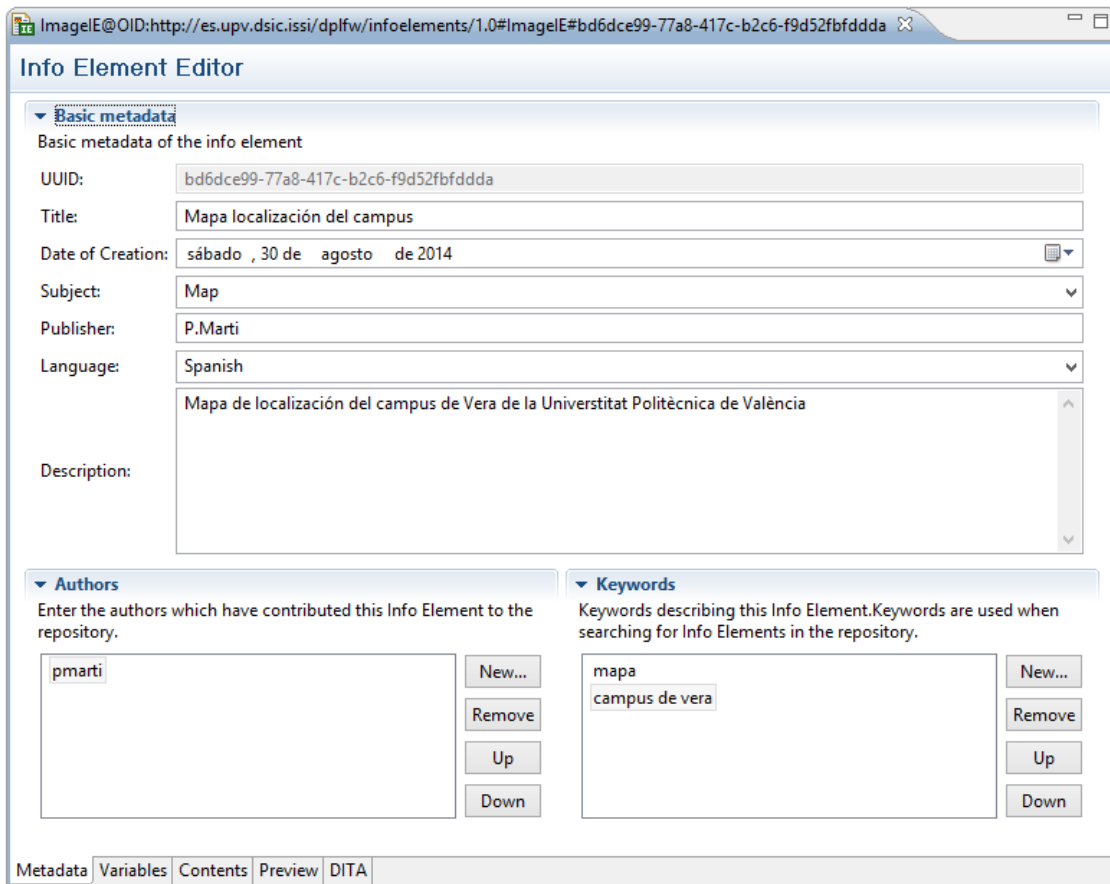 ImageIE@OID:http://es.upv.dsic.issi/dplfw/infoelements/1.0#ImageIE#bd6dce99-77a8-417c-b2c6-f9d52fbfddda
Info Element Editor
Basic metadata
Basic metadata of the info element
UUID: bd6dce99-77a8-417c-b2c6-f9d52fbfddda
Title: Mapa localización del campus
Date of Creation: sábado , 30 de agosto de 2014
Subject: Map
Publisher: P.Marti
Language: Spanish
Description: Mapa de localización del campus de Vera de la Universtitat Politècnica de València
Authors
Enter the authors which have contributed this Info Element to the
repository.
pmarti
New...
Remove
Up
Down
Keywords
Keywords describing this Info Element.Keywords are used when
searching for Info Elements in the repository.
mapa
campus de vera
New...
Remove
Up
Down
Metadata Variables Contents Preview DITA